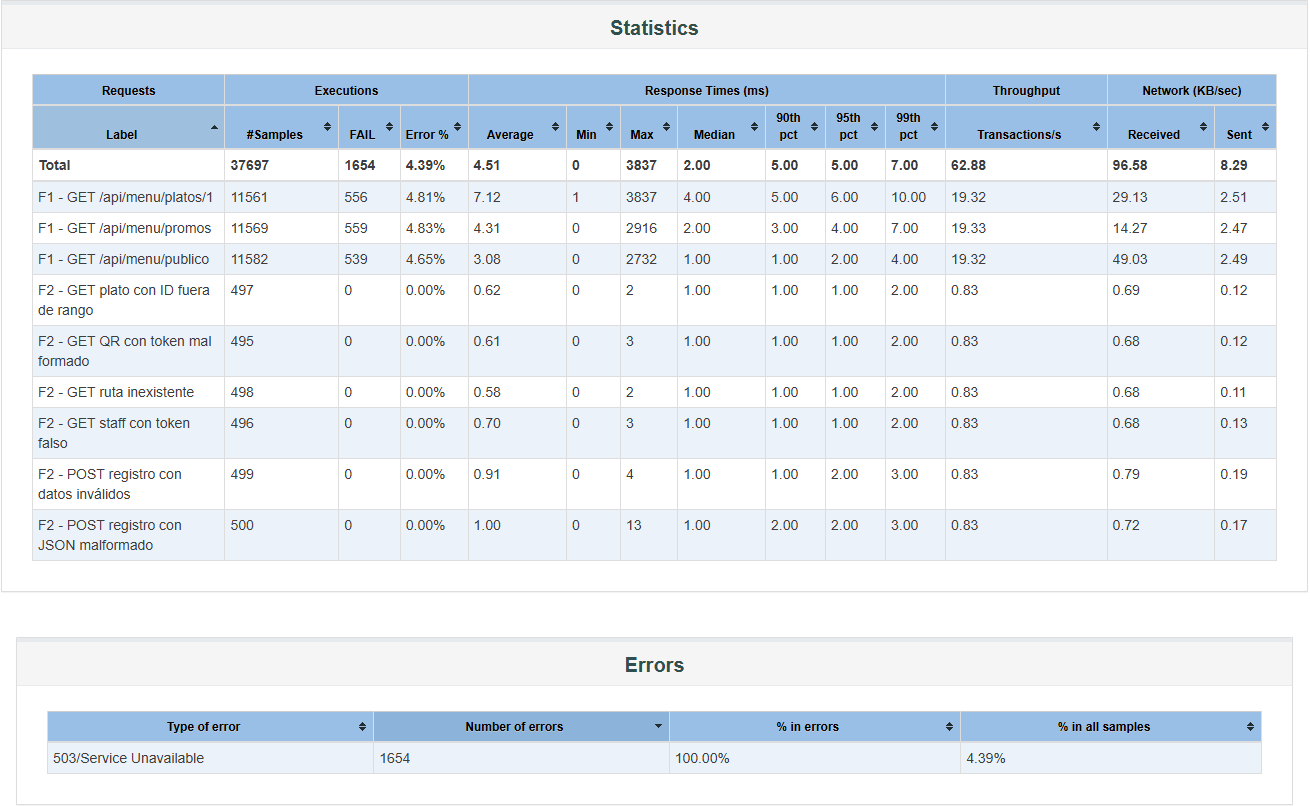 Statistics
Requests Executions Response Times (ms) Throughput Network (KB/sec)
Label #Samples FAIL Error % Average Min Max Median 90th pct 95th pct 99th pct Transactions/s Received Sent
Total 37697 1654 4.39% 4.51 0 3837 2.00 5.00 5.00 7.00 62.88 96.58 8.29
F1 - GET /api/menu/platos/1 11561 556 4.81% 7.12 1 3837 4.00 5.00 6.00 10.00 19.32 29.13 2.51
F1 - GET /api/menu/promos 11569 559 4.83% 4.31 0 2916 2.00 3.00 4.00 7.00 19.33 14.27 2.47
F1 - GET /api/menu/publico 11582 539 4.65% 3.08 0 2732 1.00 1.00 2.00 4.00 19.32 49.03 2.49
F2 - GET plato con ID fuera de rango 497 0 0.00% 0.62 0 2 1.00 1.00 1.00 2.00 0.83 0.69 0.12
F2 - GET QR con token mal formado 495 0 0.00% 0.61 0 3 1.00 1.00 1.00 2.00 0.83 0.68 0.12
F2 - GET ruta inexistente 498 0 0.00% 0.58 0 2 1.00 1.00 1.00 2.00 0.83 0.68 0.11
F2 - GET staff con token falso 496 0 0.00% 0.70 0 3 1.00 1.00 1.00 2.00 0.83 0.68 0.13
F2 - POST registro con datos inválidos 499 0 0.00% 0.91 0 4 1.00 1.00 2.00 3.00 0.83 0.79 0.19
F2 - POST registro con JSON malformado 500 0 0.00% 1.00 0 13 1.00 2.00 2.00 3.00 0.83 0.72 0.17
Errors
Type of error Number of errors % in errors % in all samples
503/Service Unavailable 1654 100.00% 4.39%